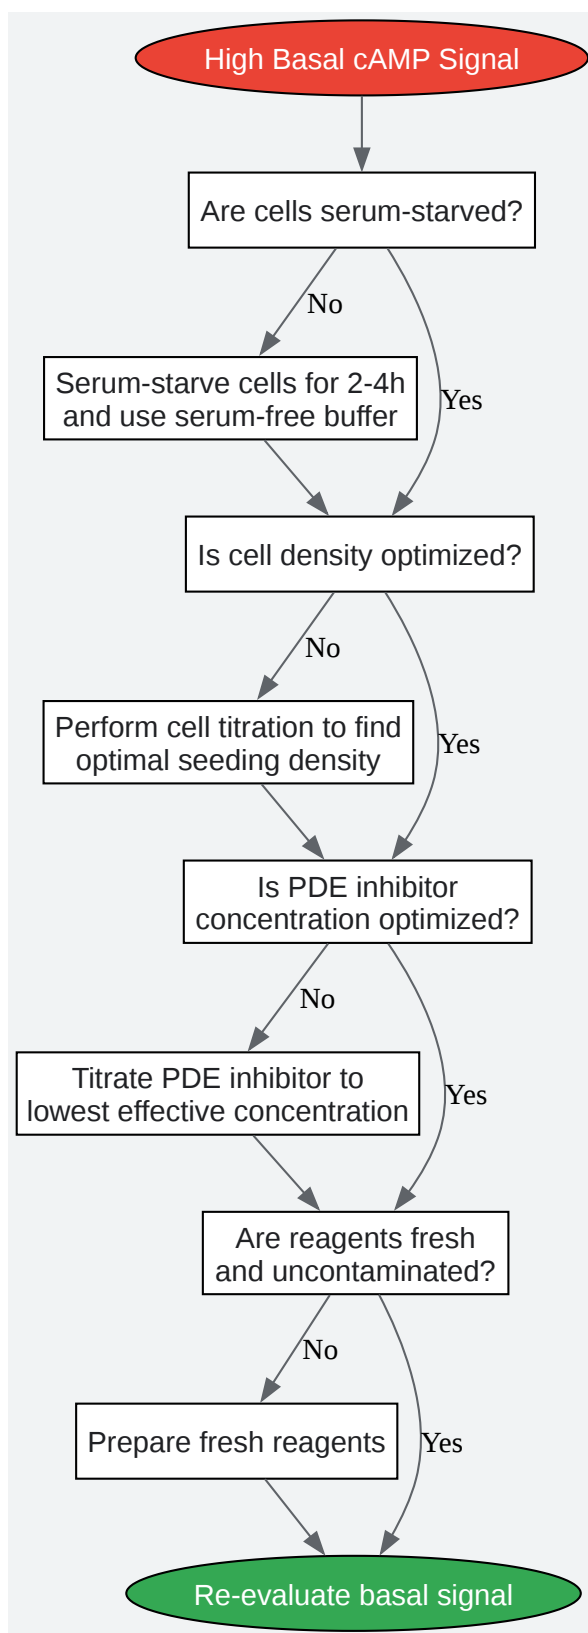 High Basal cAMP Signal
Are cells serum-starved?
No
Serum-starve cells for 2-4h
and use serum-free buffer
Yes
Is cell density optimized?
No
Perform cell titration to find
optimal seeding density
Yes
Is PDE inhibitor
concentration optimized?
No
Titrate PDE inhibitor to
lowest effective concentration
Yes
Are reagents fresh
and uncontaminated?
No
Prepare fresh reagents
Yes
Re-evaluate basal signal